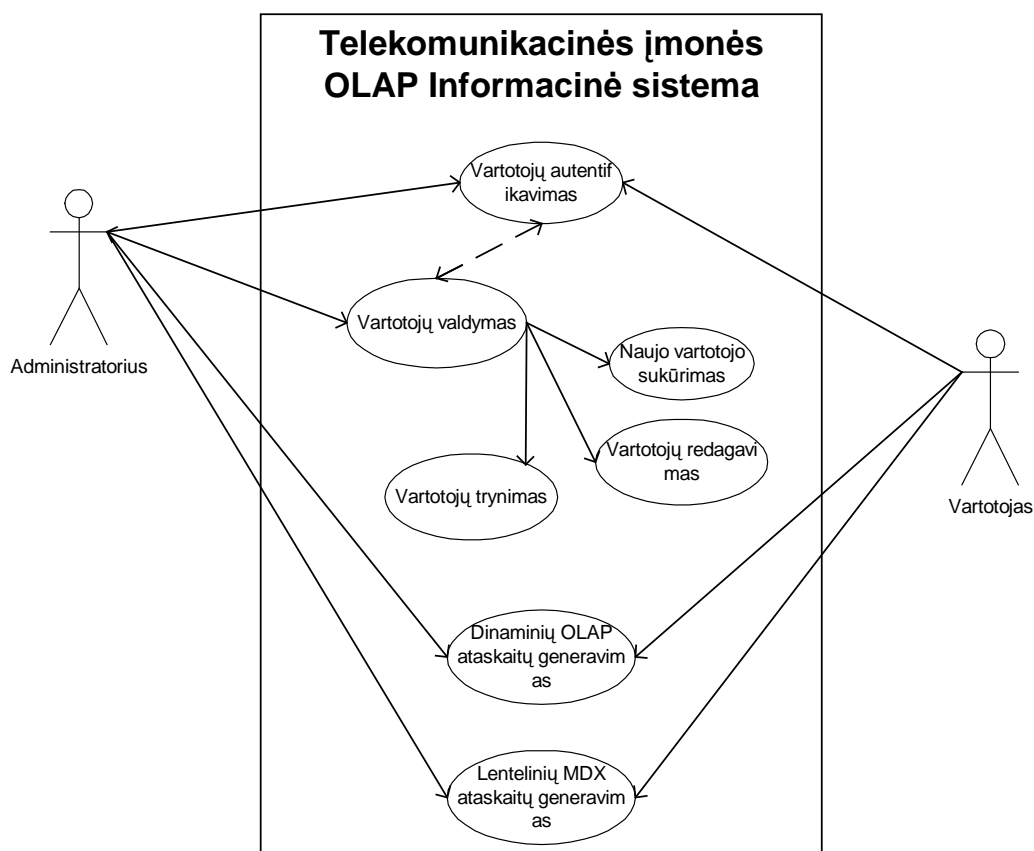 Telekomunikacinės įmonės
OLAP Informacinė sistema
Vartotojų autentif
ikavimas
Vartotojų valdymas
Administratorius
Naujo vartotojo
sukūrimas
Vartotojų redagavi
mas
Vartotojų trynimas
Vartotojas
Dinaminių OLAP
ataskaitų generavim
as
Lentelinių MDX
ataskaitų generavim
as